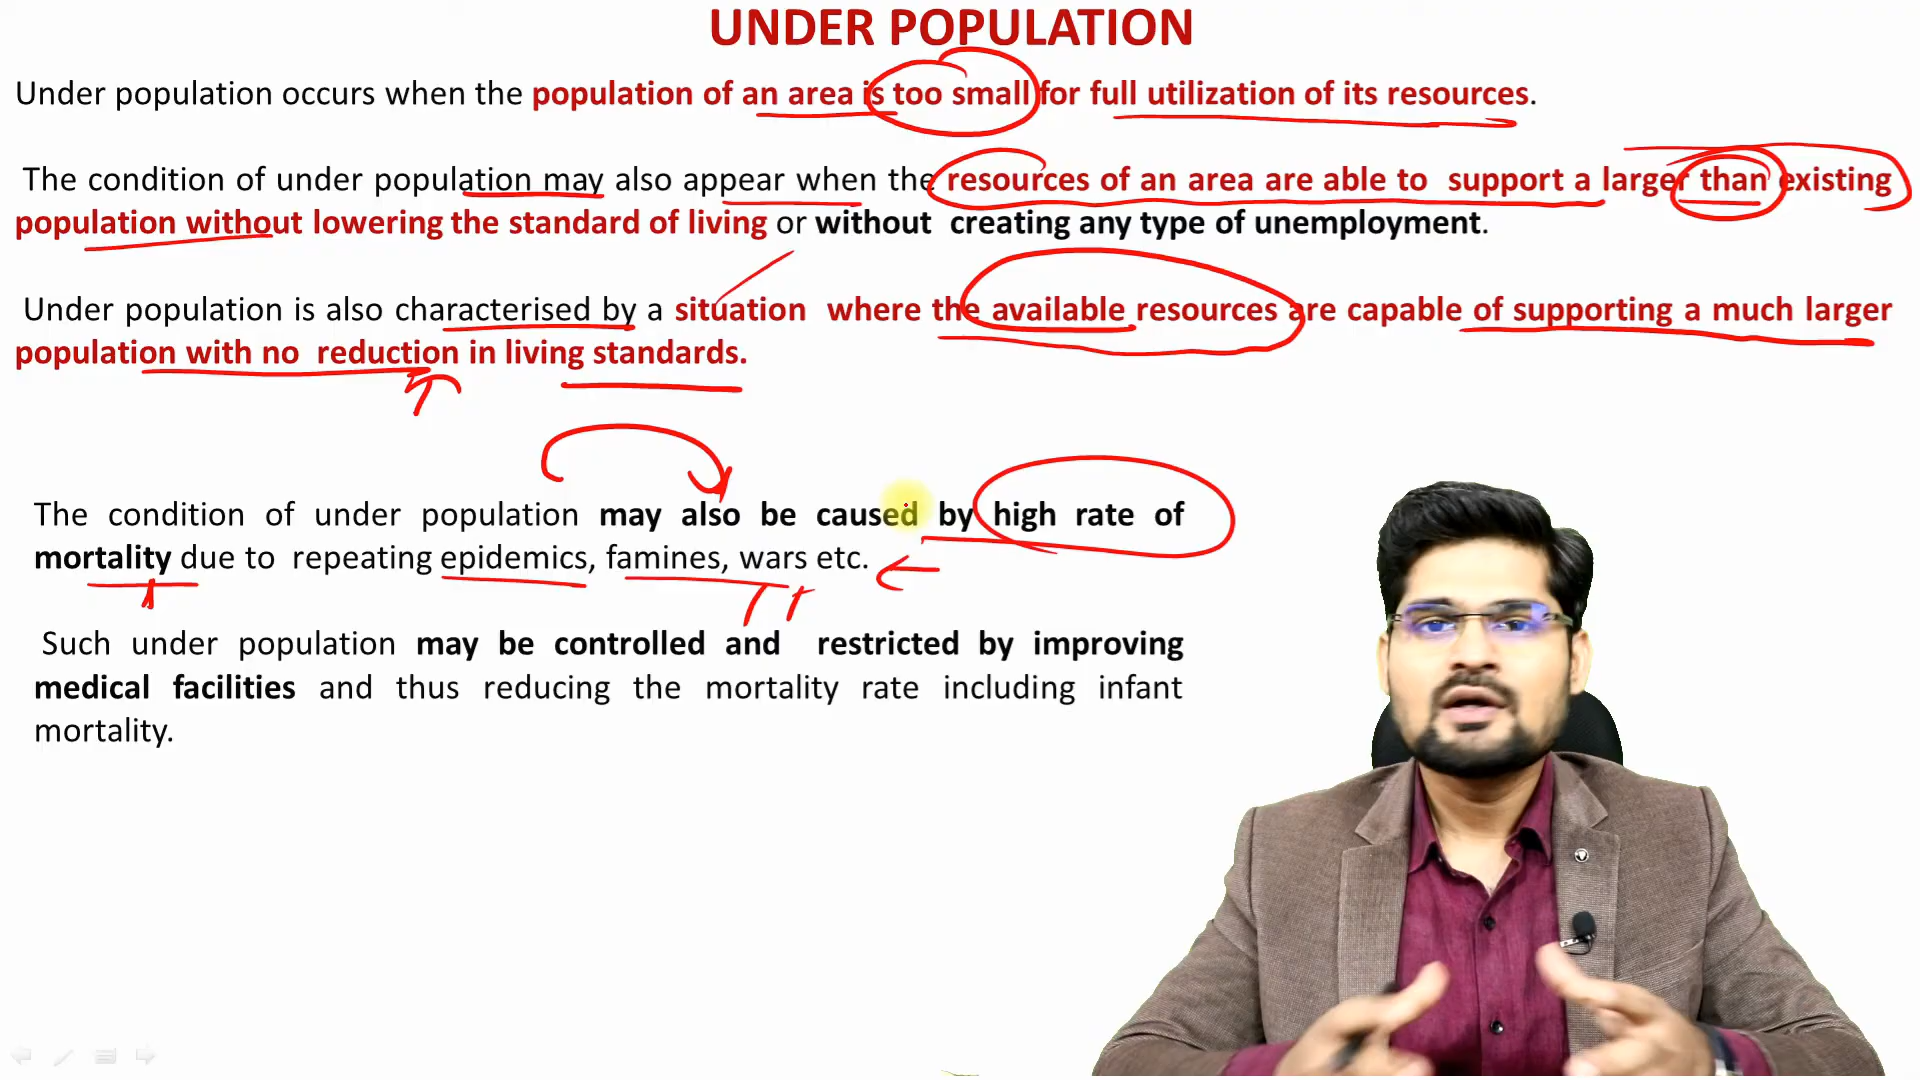 UNDER POPULATION
Under population occurs when the population of an area is too small for full utilization of its resources.
The condition of under population may also appear when the resources of an area are able to support a larger than existing
population without lowering the standard of living or without creating any type of unemployment.
Under population is also characterised by a situation where the available resources are capable of supporting a much larger
population with no reduction in living standards.
The condition of under population may also be caused by high rate of
mortality due to repeating epidemics, famines, wars etc.
Such under population may be controlled and restricted by improving
medical facilities and thus reducing the mortality rate including infant
mortality.